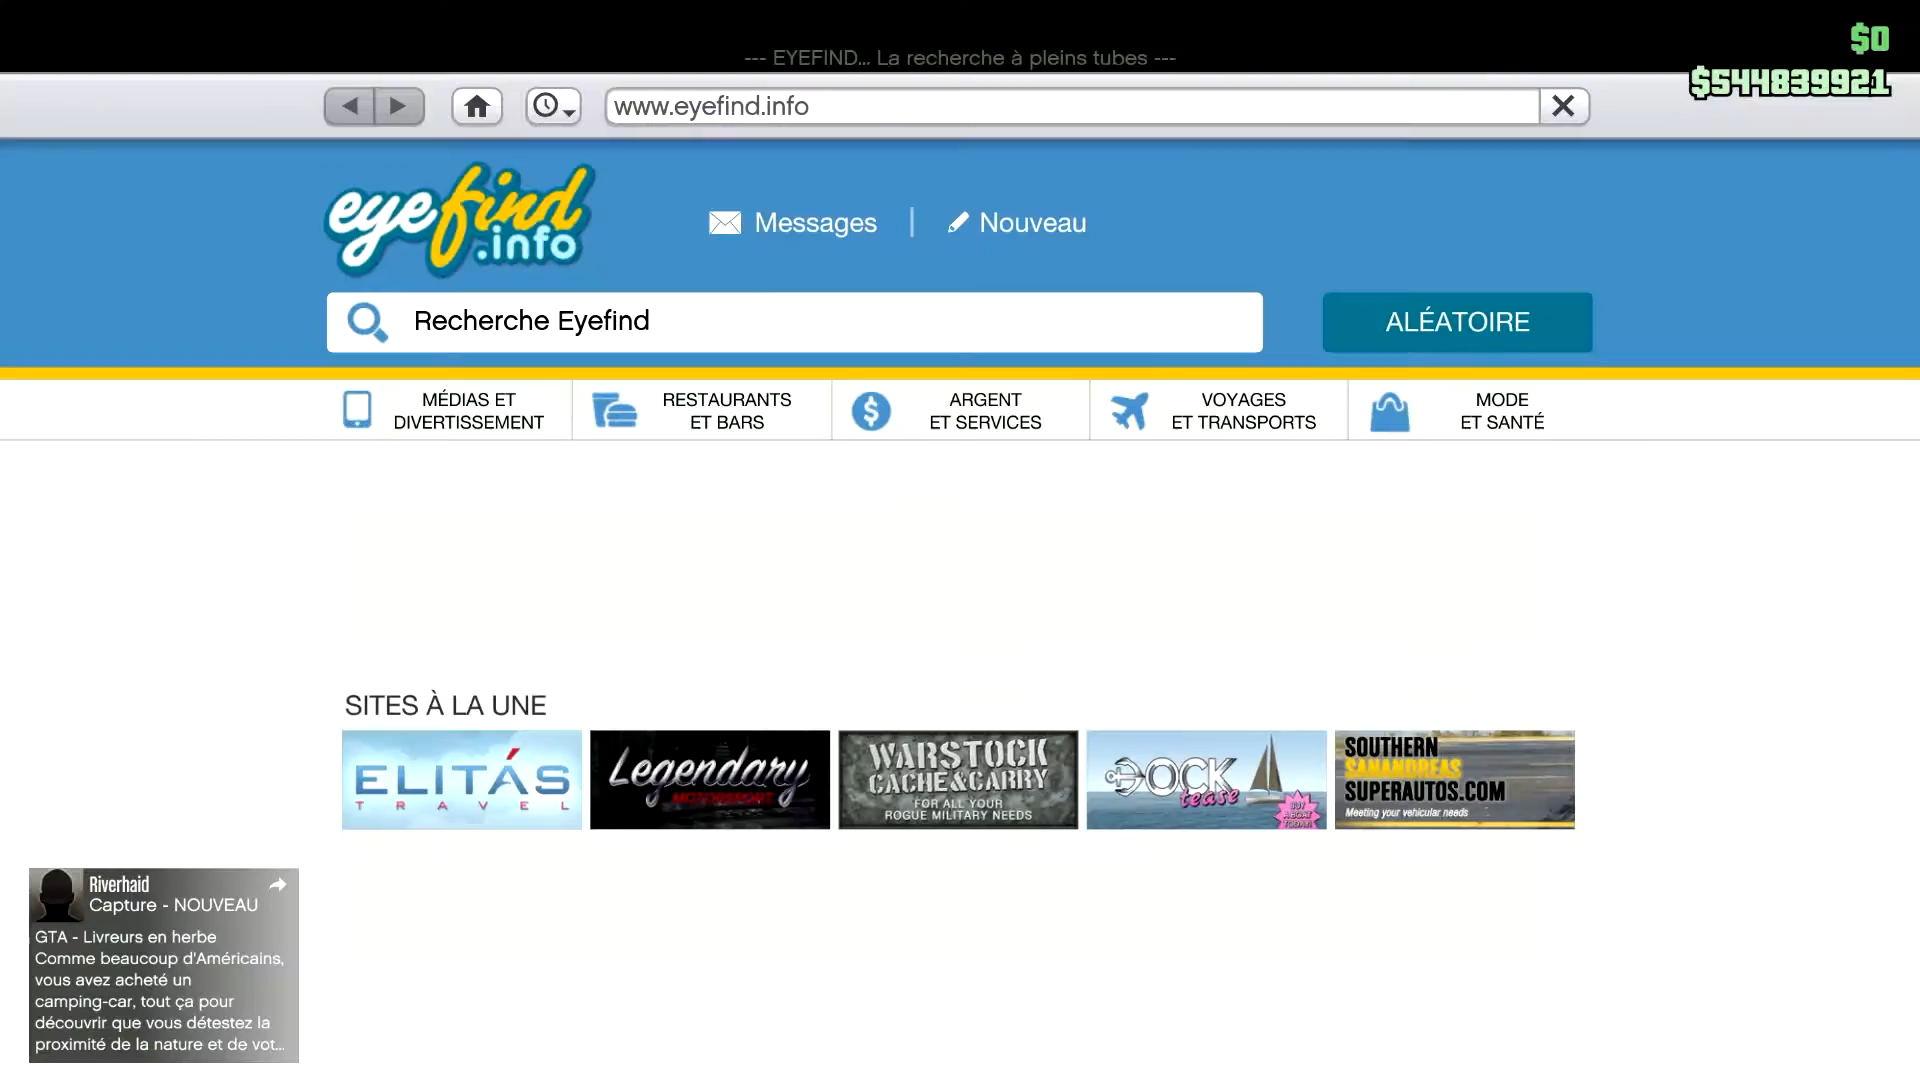 $0
--- EYEFIND... La recherche à pleins tubes ---
$544839921
www.eyefind.info
eyefind
.info
Messages
Nouveau
Recherche Eyefind
ALÉATOIRE
MÉDIAS ET
DIVERTISSEMENT
RESTAURANTS
ET BARS
ARGENT
ET SERVICES
VOYAGES
ET TRANSPORTS
MODE
ET SANTÉ
SITES À LA UNE
ELITÁS
TRAVEL
Legendary
MOTORSPORT
WARSTOCK
CACHE&CARRY
FOR ALL YOUR
ROGUE MILITARY NEEDS
DOCK
tease
BUY
A BOAT
TODAY!
SOUTHERN
SANANDREAS
SUPERAUTOS.COM
Meeting your vehicular needs
Riverhaid
Capture - NOUVEAU
GTA - Livreurs en herbe
Comme beaucoup d'Américains,
vous avez acheté un
camping-car, tout ça pour
découvrir que vous détestez la
proximité de la nature et de vot...